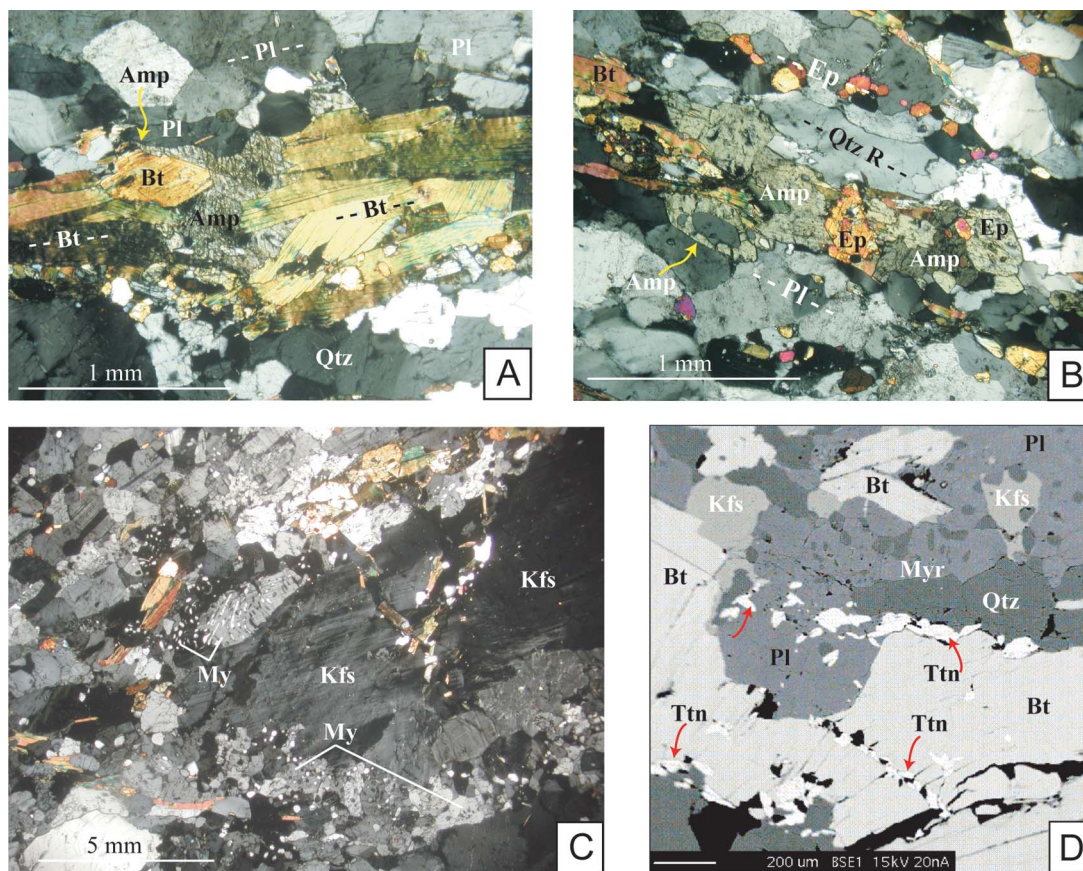 Amp
Pl
Pl
Pl
Bt
Amp
Bt
Bt
Qtz
1 mm
A
Bt
Ep
Qtz R
Amp
Ep
Ep
Amp
Amp
Pl
1 mm
B
Kfs
My
Kfs
My
5 mm
C
Pl
Bt
Kfs
Kfs
Bt
Myr
Qtz
Pl
Ttn
Bt
Ttn
Ttn
200 um BSE1 15kV 20nA
D